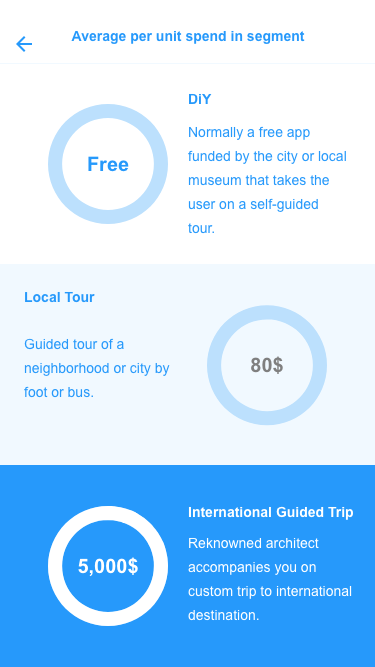 Average per unit spend in segment
DiY
Free
Normally a free app
funded by the city or local
museum that takes the
user on a self-guided
tour.
Local Tour
Guided tour of a
neighborhood or city by
foot or bus.
80$
International Guided Trip
5,000$
Reknowned architect
accompanies you on
custom trip to international
destination.